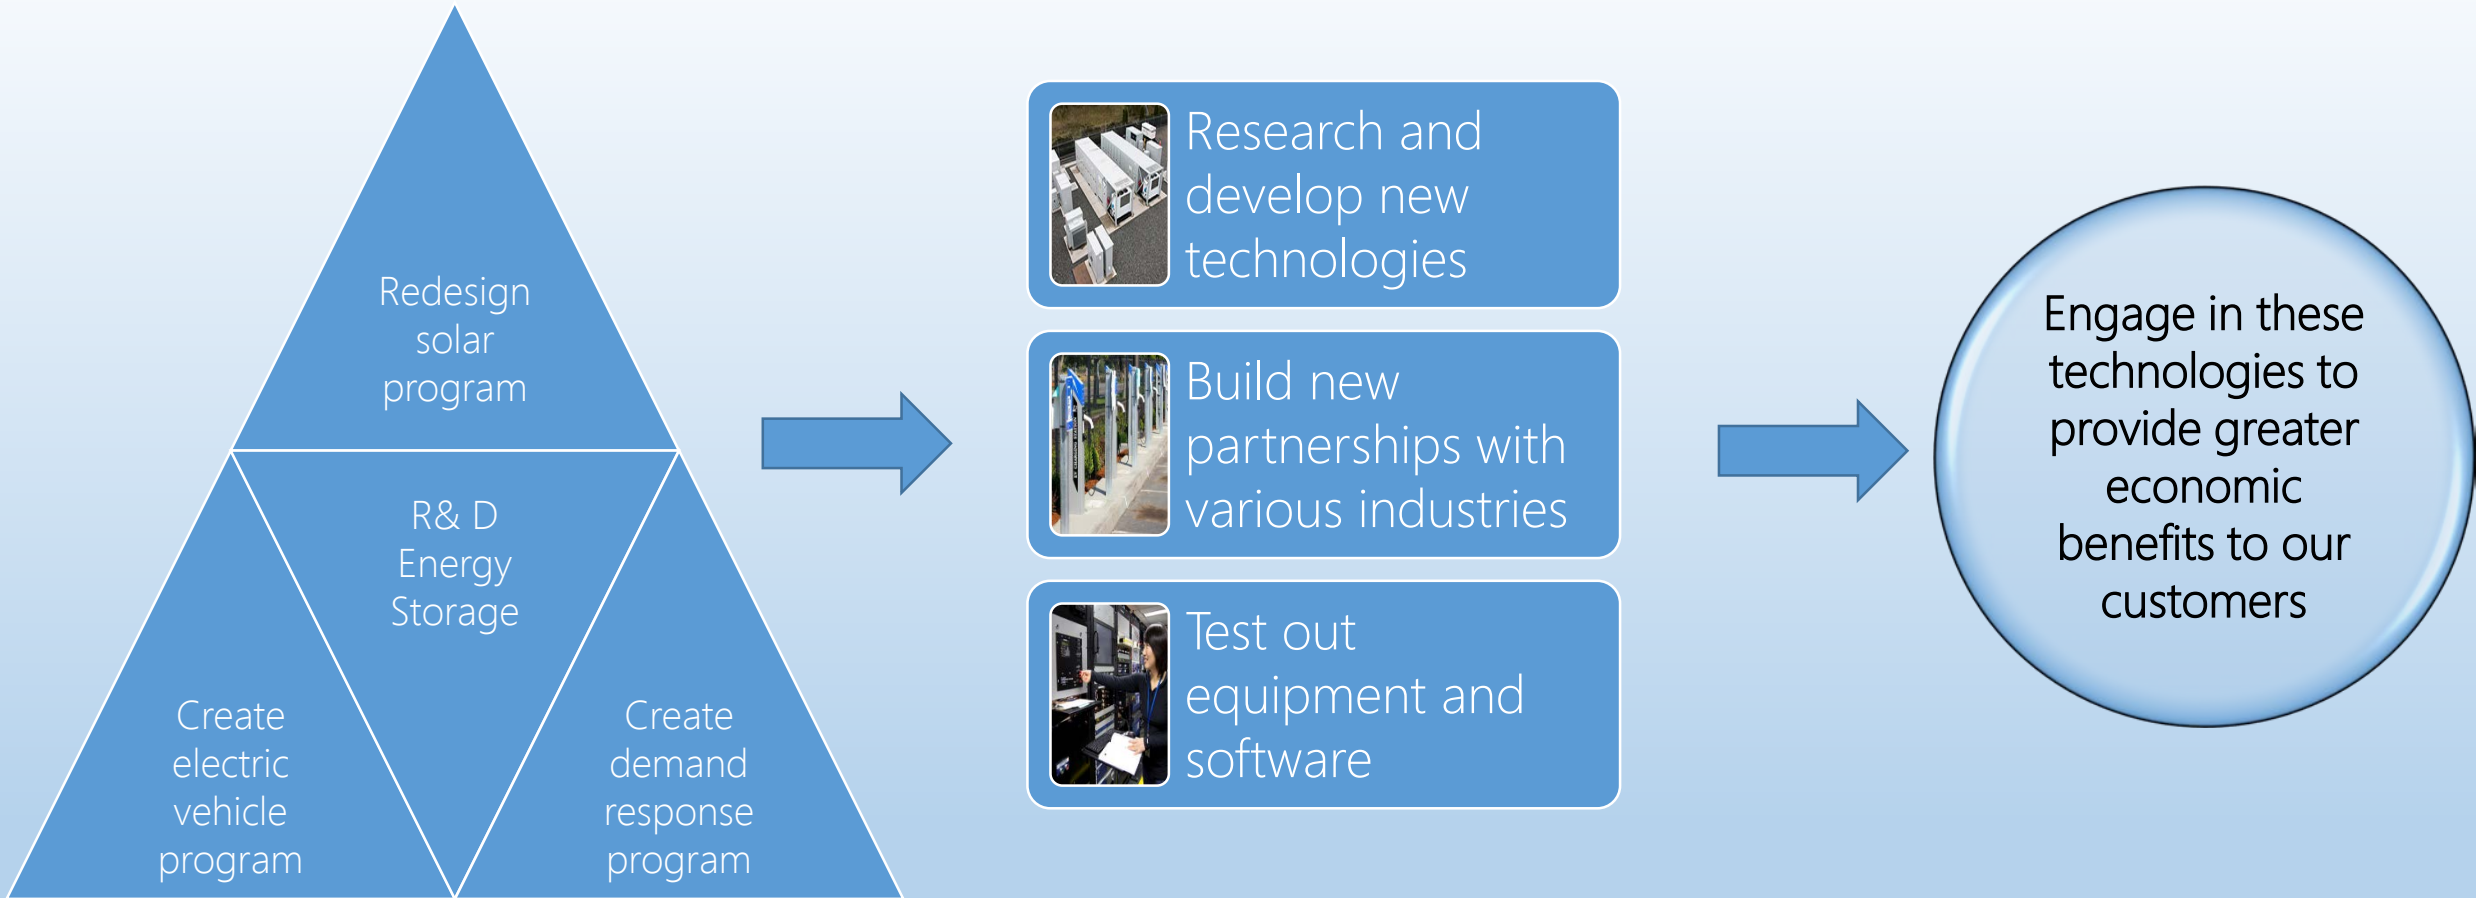 Redesign
solar
program
R& D
Energy
Storage
Create
electric
vehicle
program
Create
demand
response
program
Research and
develop new
technologies
Build new
partnerships with
various industries
Test out
equipment and
software
Engage in these
technologies to
provide greater
economic
benefits to our
customers